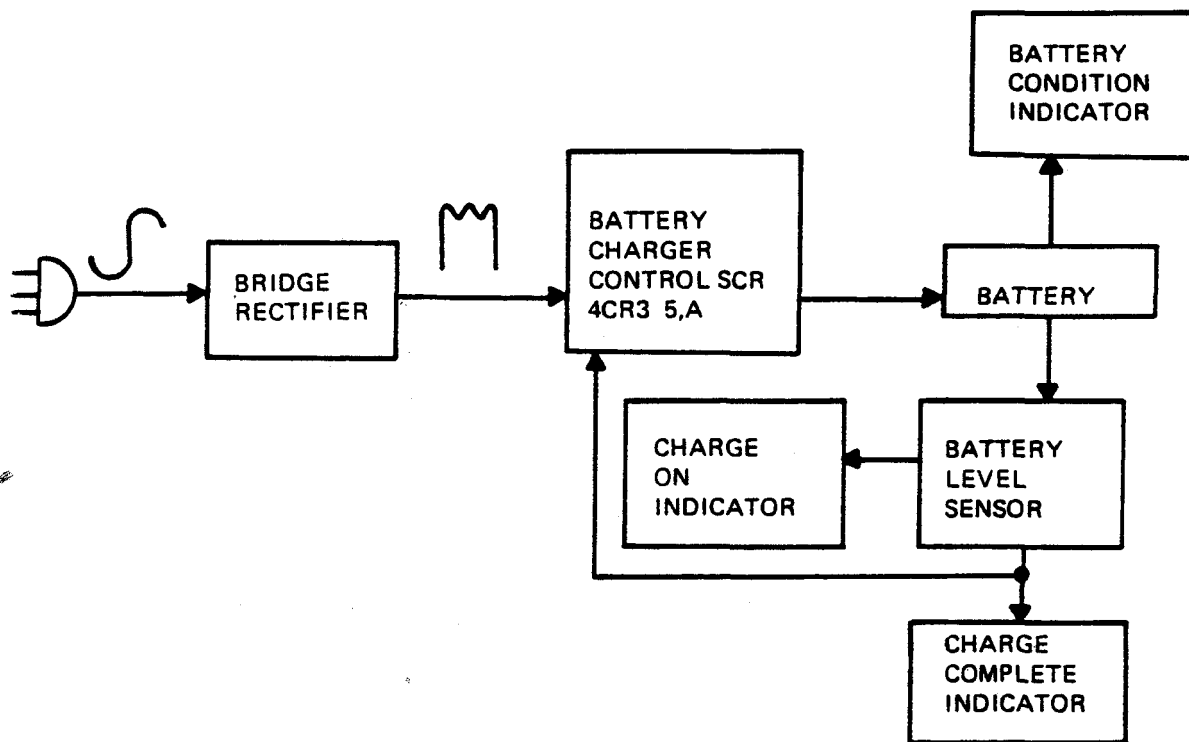 BATTERY
CONDITION
INDICATOR
BRIDGE
RECTIFIER
BATTERY
CHARGER
CONTROL SCR
4CR3 5,A
BATTERY
CHARGE
ON
INDICATOR
BATTERY
LEVEL
SENSOR
CHARGE
COMPLETE
INDICATOR